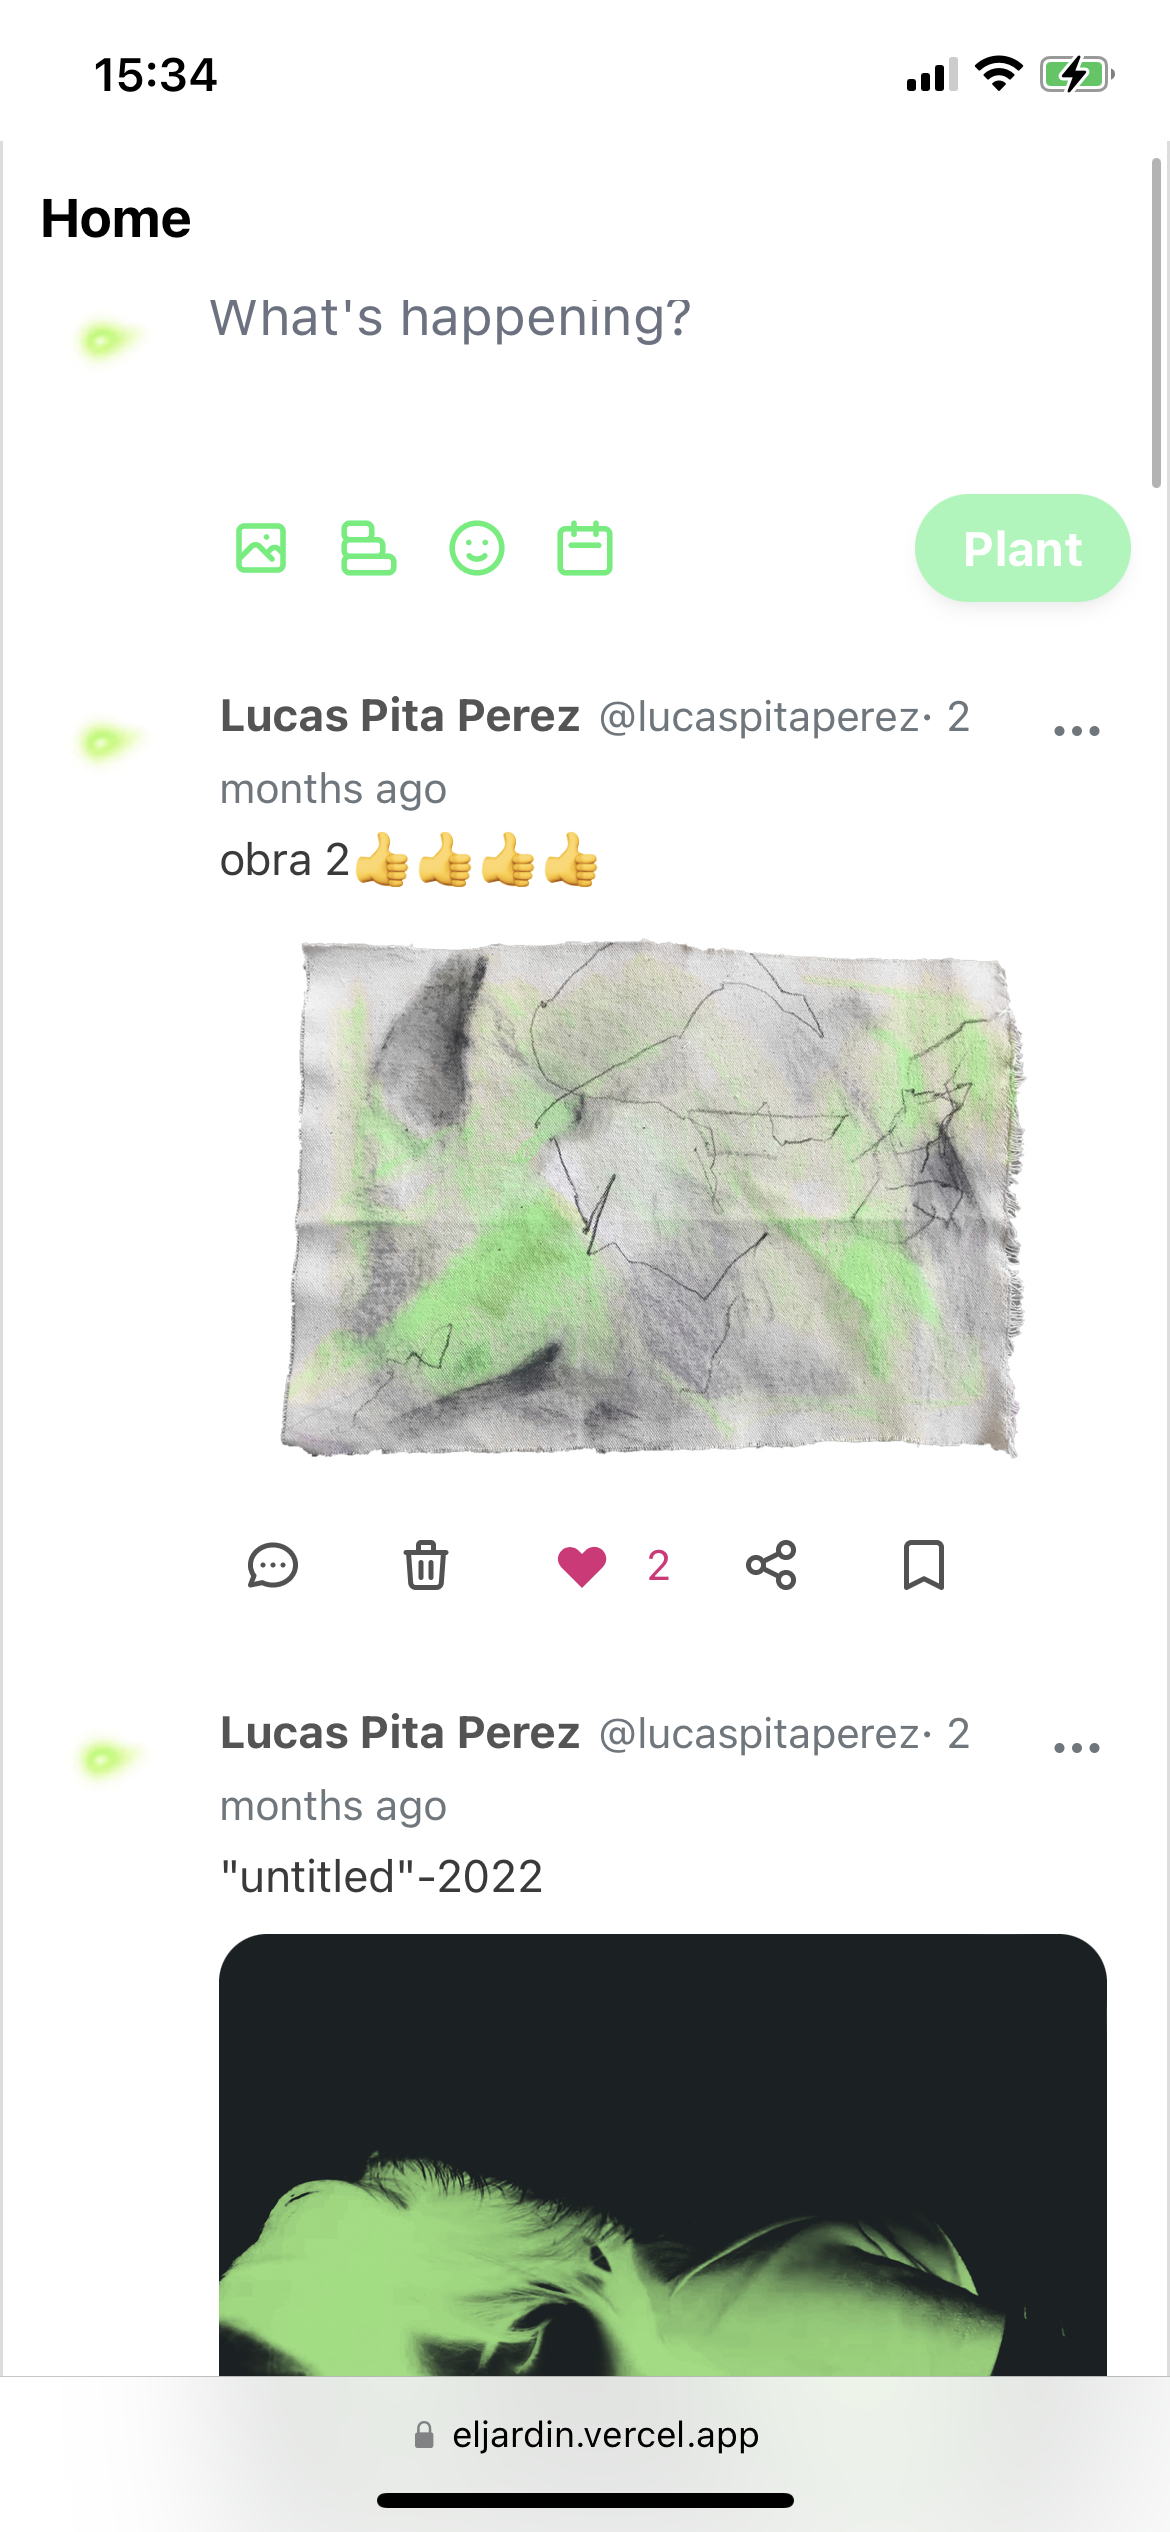 15:34
Home
What's happening?
Plant
Lucas Pita Perez @lucaspitaperez· 2
months ago
obra 2👍👍👍👍
2
Lucas Pita Perez @lucaspitaperez· 2
months ago
"untitled"-2022
eljardin.vercel.app